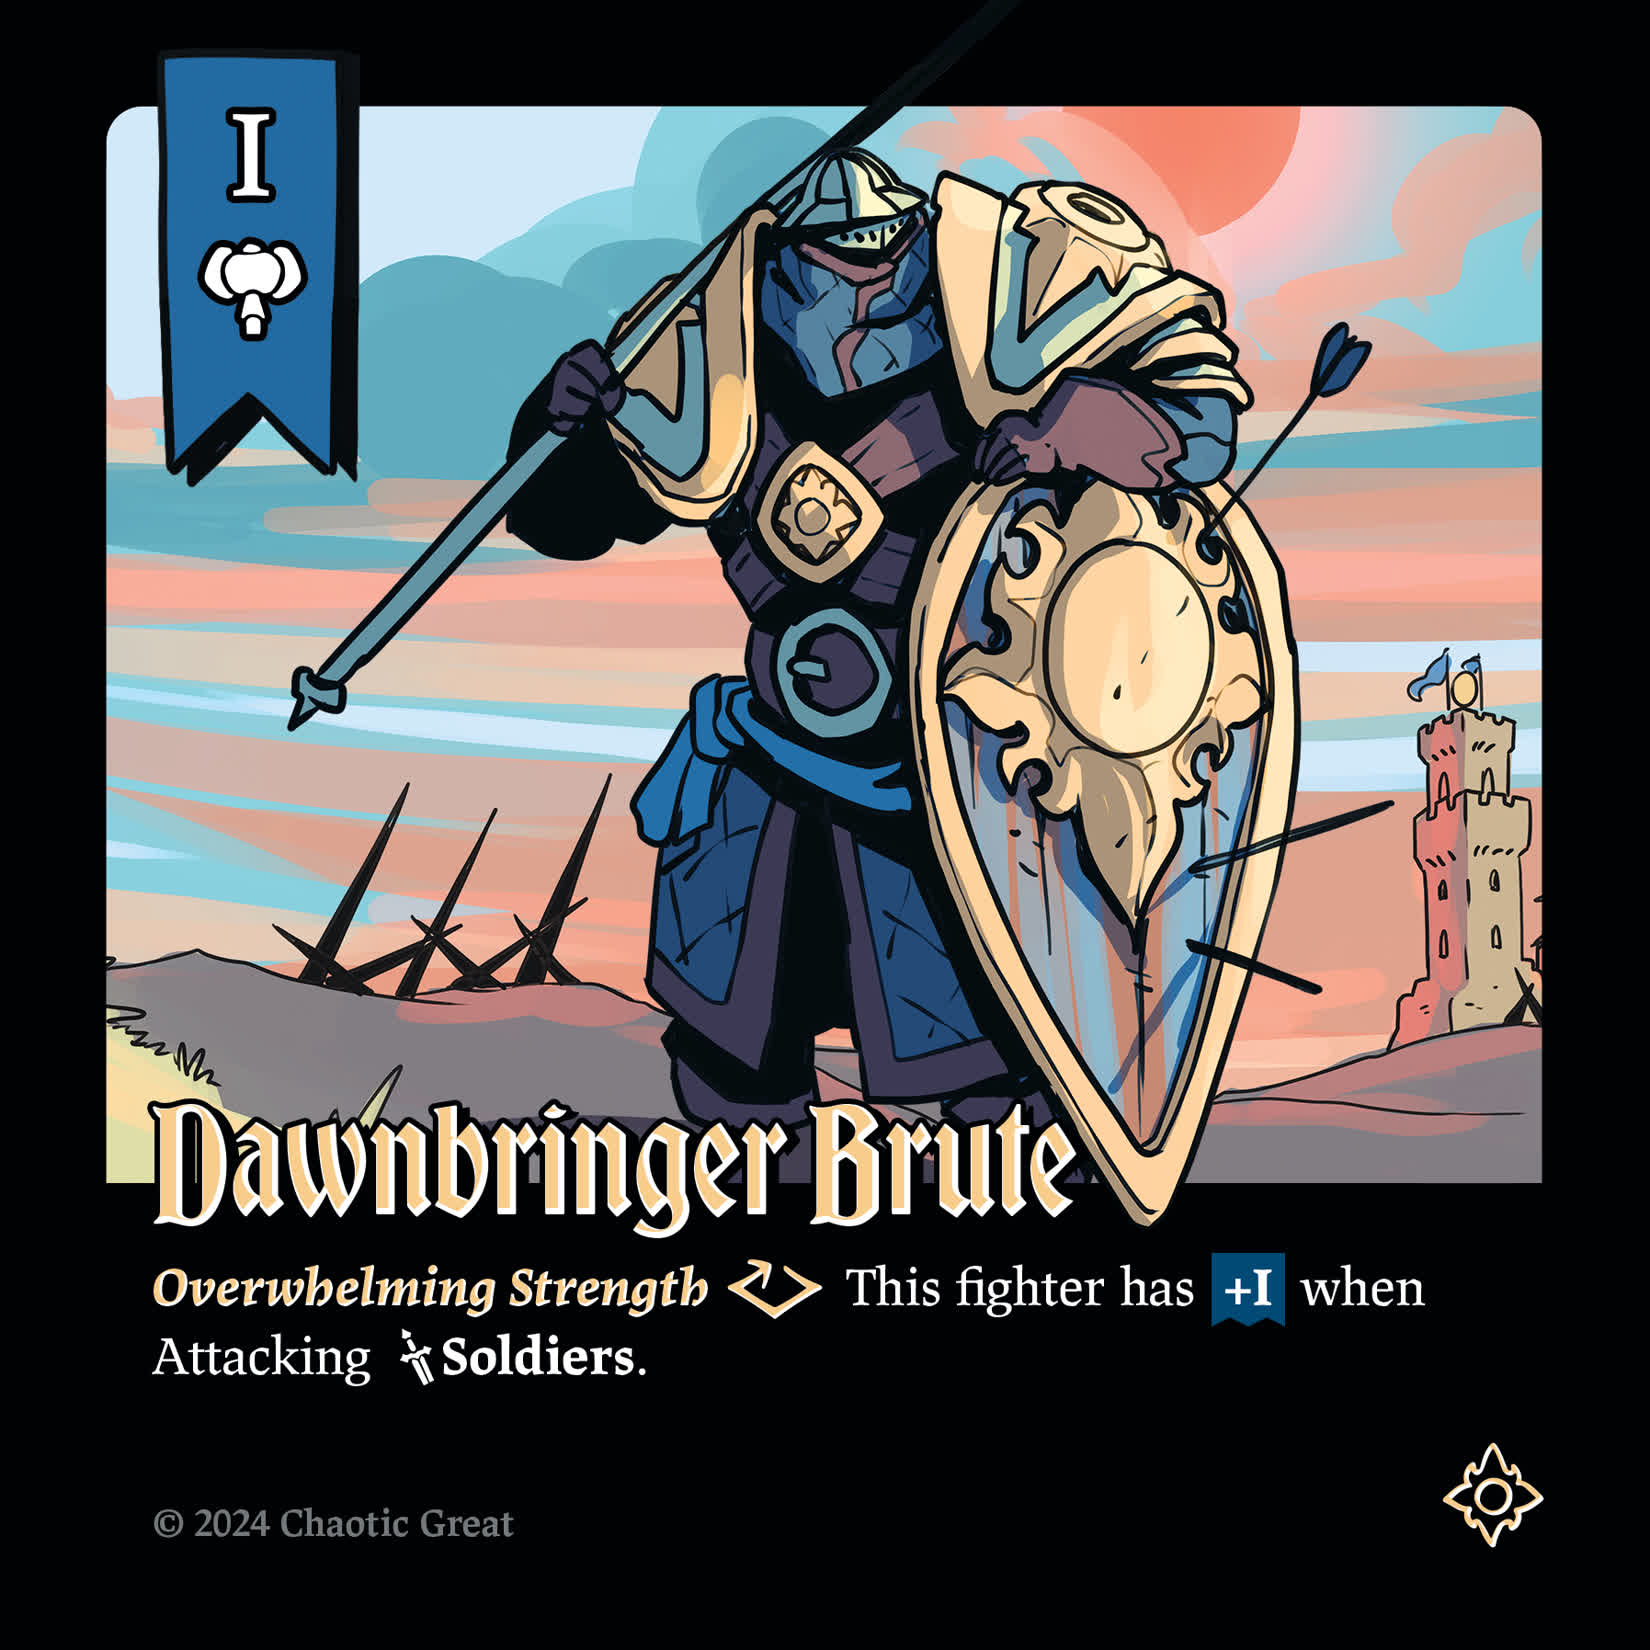 I
Dawnbringer Brute
Overwhelming Strength This fighter has +I when
Attacking Soldiers.
© 2024 Chaotic Great